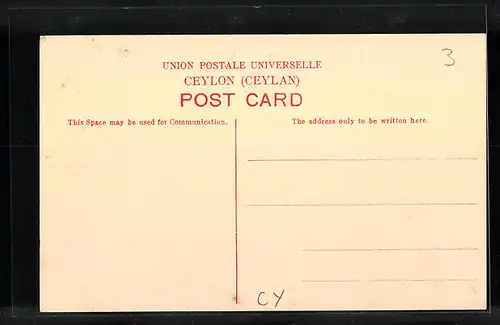 3
UNION POSTALE UNIVERSELLE
CEYLON (CEYLAN)
POST CARD
This Space may be used for Communication.
The address only to be written here.
CY